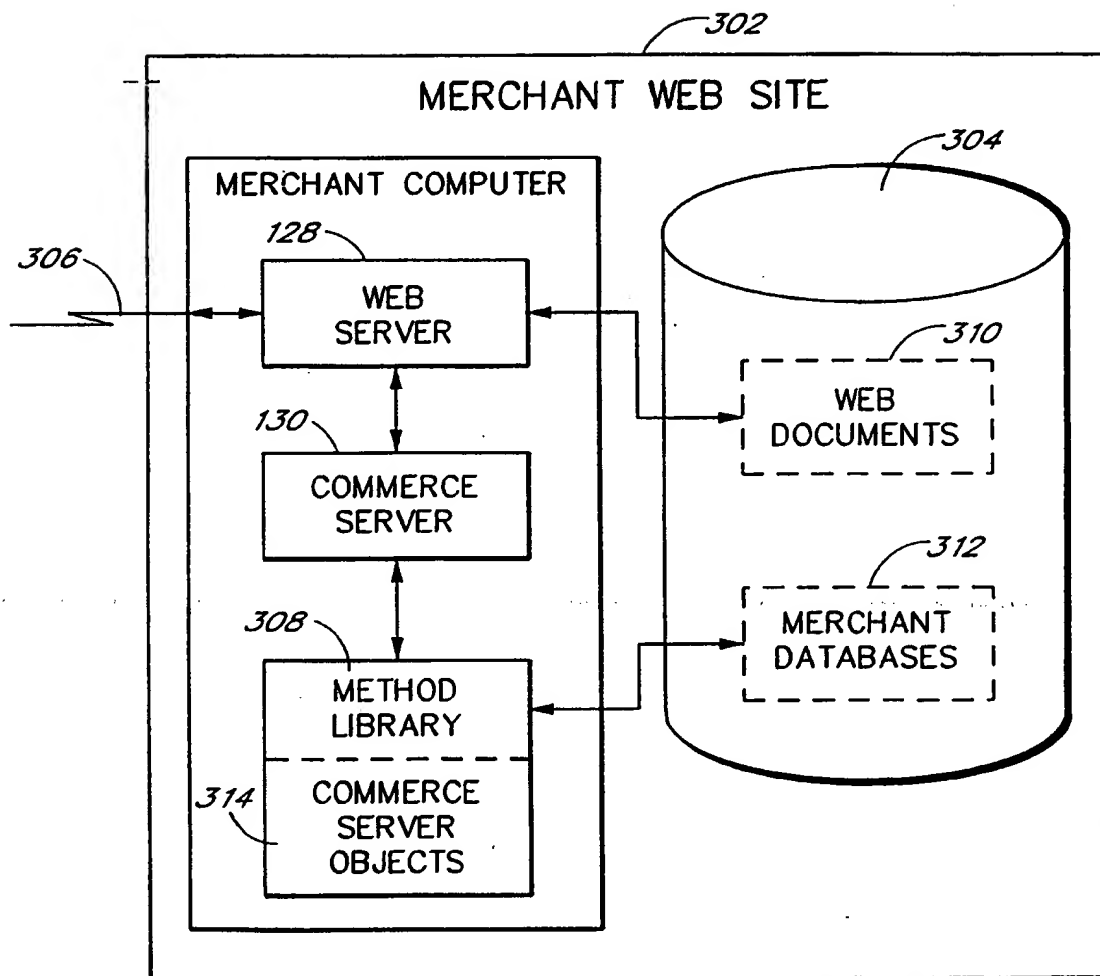 302
MERCHANT WEB SITE
304
MERCHANT COMPUTER
128
306
WEB
SERVER
310
WEB
DOCUMENTS
130
COMMERCE
SERVER
312
MERCHANT
DATABASES
308
METHOD
LIBRARY
314
COMMERCE
SERVER
OBJECTS